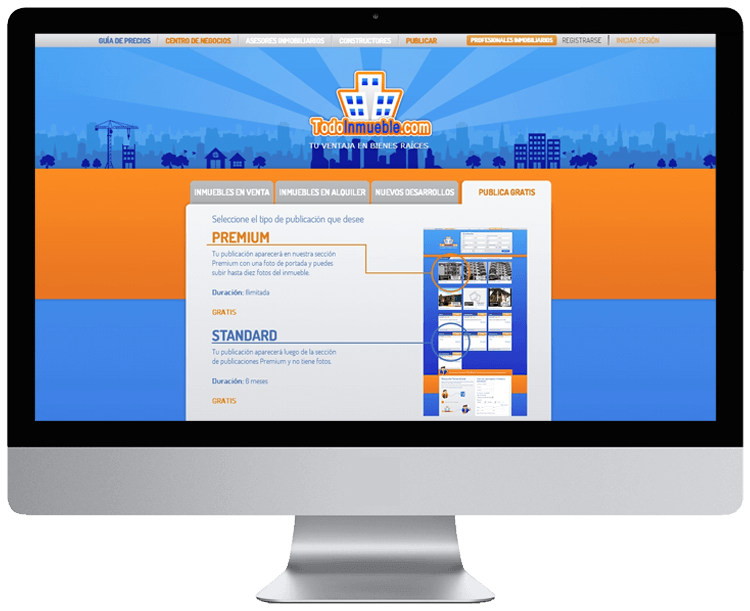 GUÍA DE PRECIOS CENTRO DE NEGOCIOS ASESORES INMOBILIARIOS CONSTRUCTORES PUBLICAR PROFESIONALES INMOBILIARIOS REGISTRARSE INICIAR SESIÓN
TodoInmueble.com
TU VENTAJA EN BIENES RAÍCES
INMUEBLES EN VENTA INMUEBLES EN ALQUILER NUEVOS DESARROLLOS PUBLICA GRATIS
Seleccione el tipo de publicación que desee
PREMIUM
Tu publicación aparecerá en nuestra sección
Premium con una foto de portada y puedes
subir hasta diez fotos del inmueble.
Duración: Ilimitada
GRATIS
STANDARD
Tu publicación aparecerá luego de la sección
de publicaciones Premium y no tiene fotos.
Duración: 6 meses
GRATIS